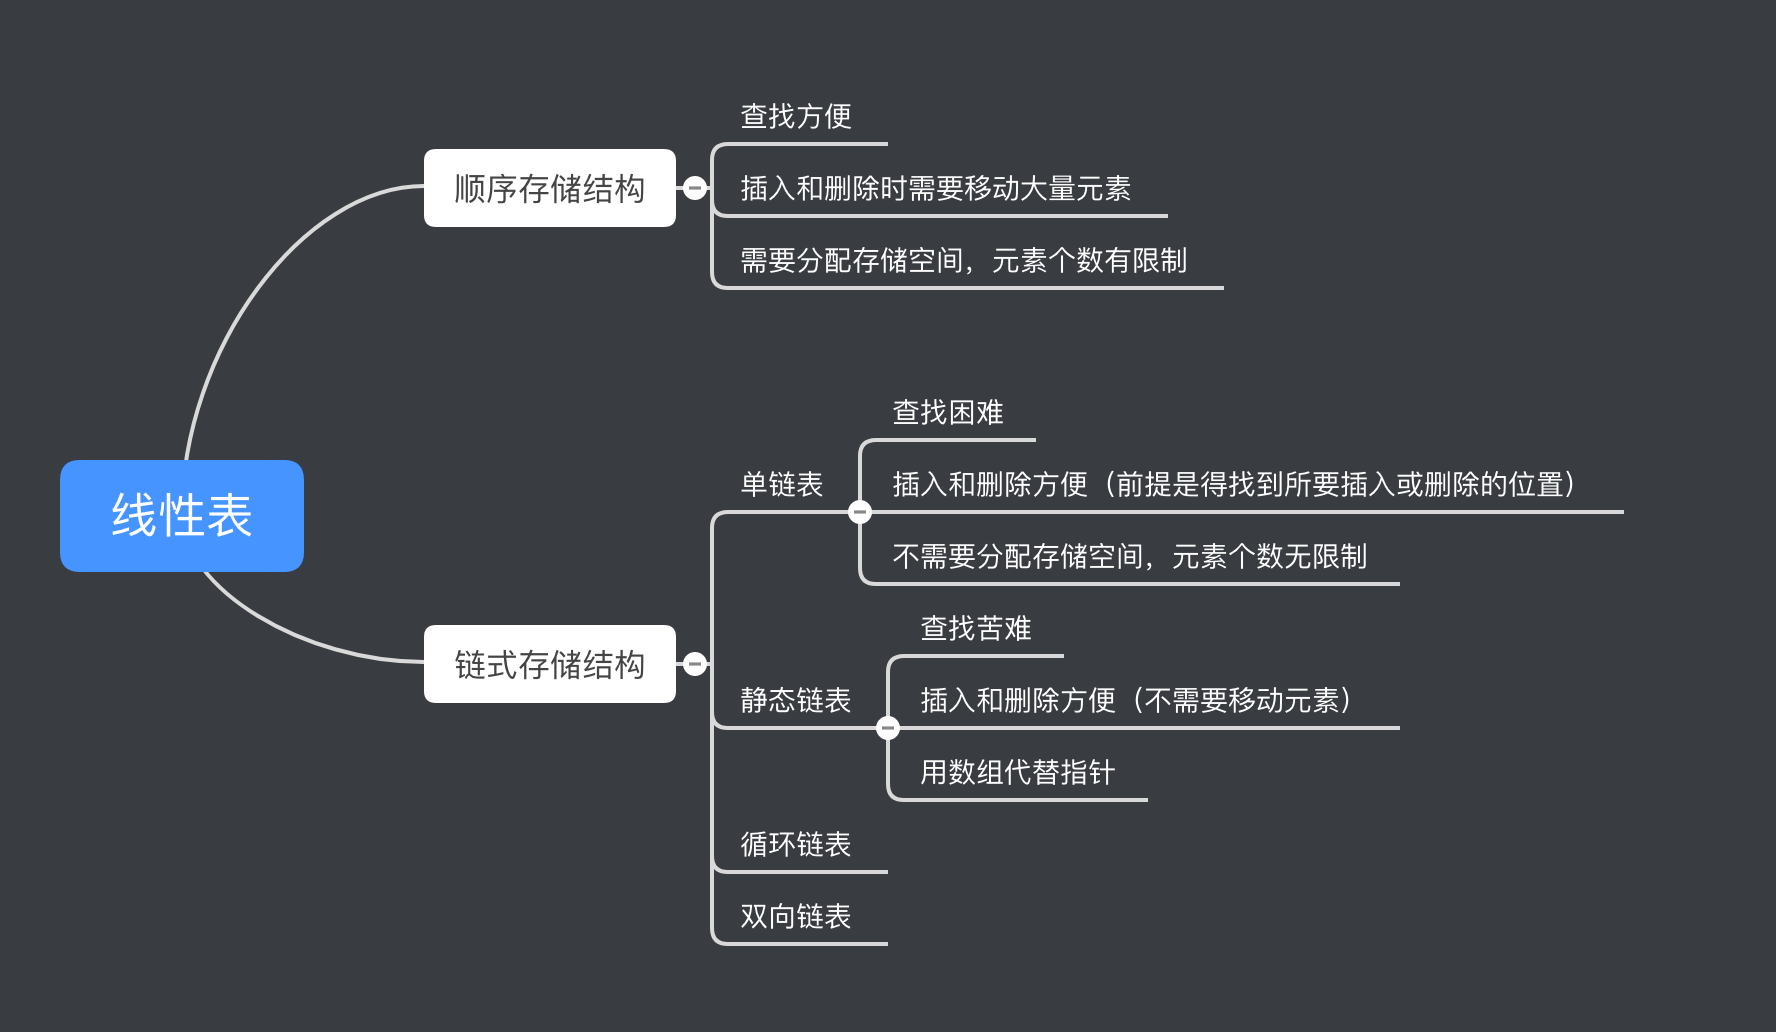 线性表
顺序存储结构
查找方便
插入和删除时需要移动大量元素
需要分配存储空间，元素个数有限制
链式存储结构
单链表
查找困难
插入和删除方便（前提是得找到所要插入或删除的位置）
不需要分配存储空间，元素个数无限制
静态链表
查找苦难
插入和删除方便（不需要移动元素）
用数组代替指针
循环链表
双向链表